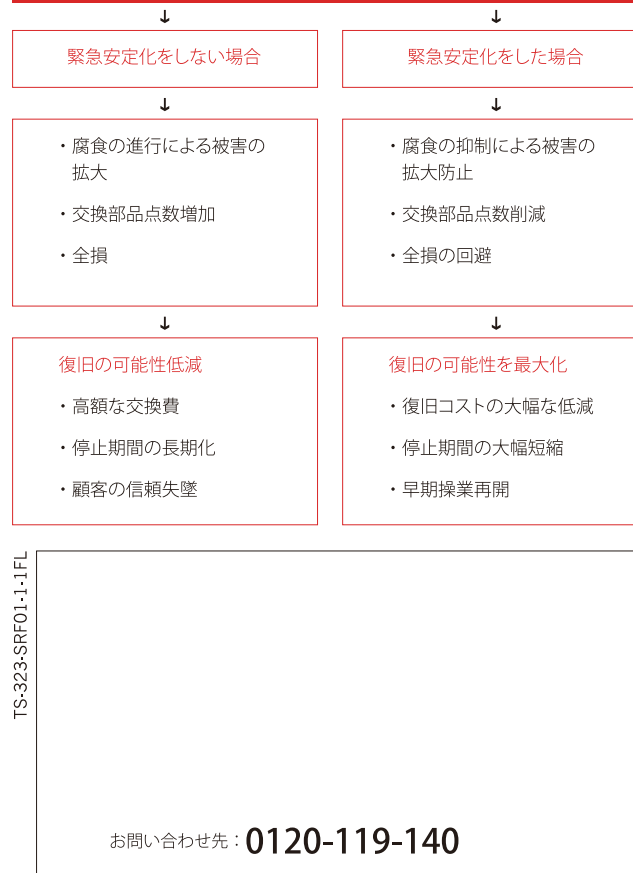 ↓
緊急安定化をしない場合
↓
・腐食の進行による被害の
拡大
・交換部品点数増加
・全損
↓
復旧の可能性低減
・高額な交換費
・停止期間の長期化
・顧客の信頼失墜
↓
緊急安定化をした場合
・腐食の抑制による被害の
拡大防止
・交換部品点数削減
・全損の回避
↓
復旧の可能性を最大化
・復旧コストの大幅な低減
・停止期間の大幅短縮
・早期操業再開
TS-323-SRF01-1-1FL
お問い合わせ先：0120-119-140